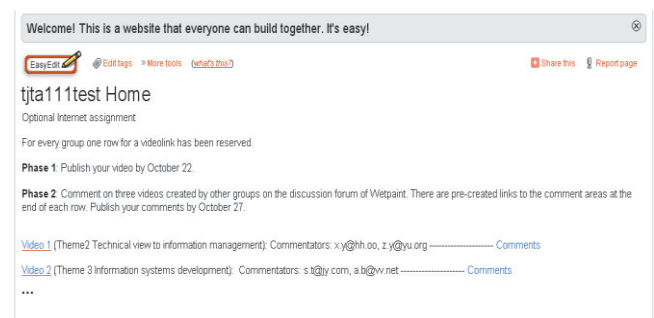 Welcome! This is a website that everyone can build together. It's easy!
EasyEdit Edit tags » More tools (what's this?) Share this Report page
tjta111test Home
Optional Internet assignment
For every group one row for a videolink has been reserved.
Phase 1: Publish your video by October 22.
Phase 2: Comment on three videos created by other groups on the discussion forum of Wetpaint. There are pre-created links to the comment areas at the
end of each row. Publish your comments by October 27.
Video 1 (Theme2 Technical view to information management): Commentators: x.y@hh.oo, z.y@yu.org ---------------------- Comments
Video 2 (Theme 3 Information systems development): Commentators: s.t@jy.com, a.b@vv.net ---------------------- Comments
...